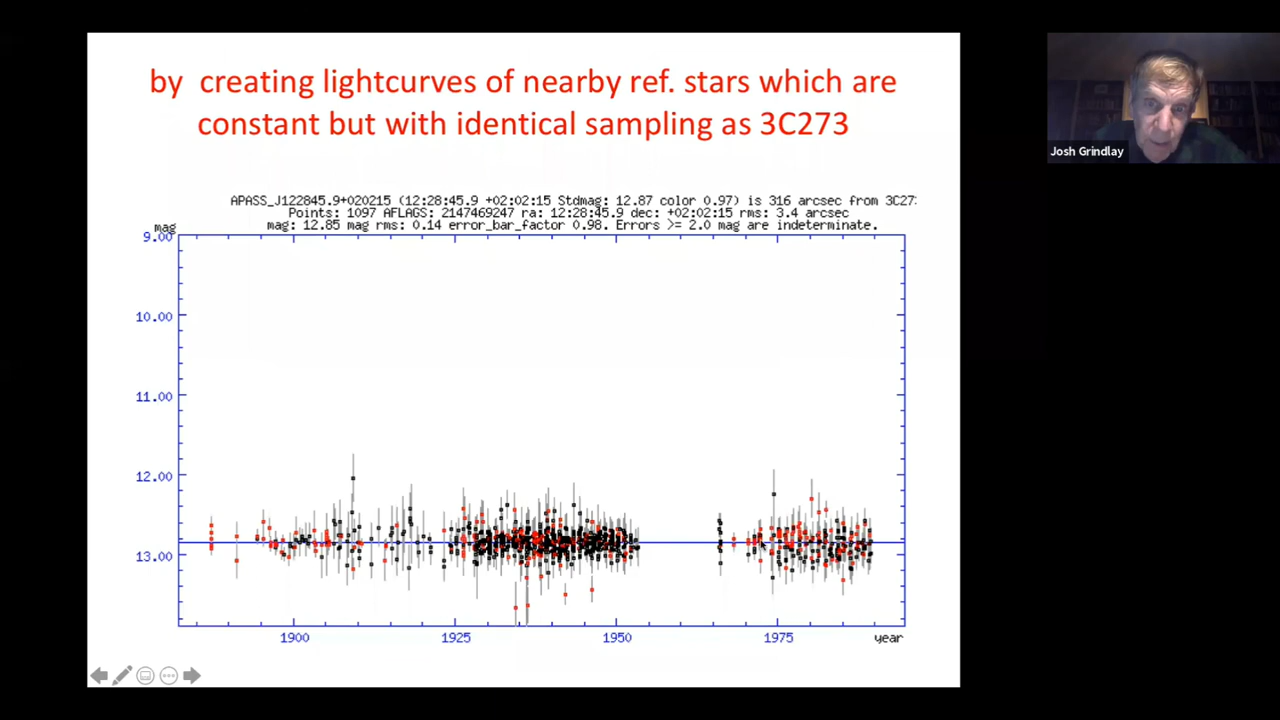 by creating lightcurves of nearby ref. stars which are
constant but with identical sampling as 3C273
Josh Grindlay
APASS_J122845.9+020215 (12:28:45.9 +02:02:15 Stdmag: 12.87 color 0.97) is 316 arcsec from 3C27
Points: 1097 AFLAGS: 2147469247 ra: 12:28:45.9 dec: +02:02:15 rms: 3.4 arcsec
mag: 12.85 mag rms: 0.14 error_bar_factor 0.98. Errors >= 2.0 mag are indeterminate.
mag
9.00
10.00
11.00
12.00
13.00
1900 1925 1950 1975 year